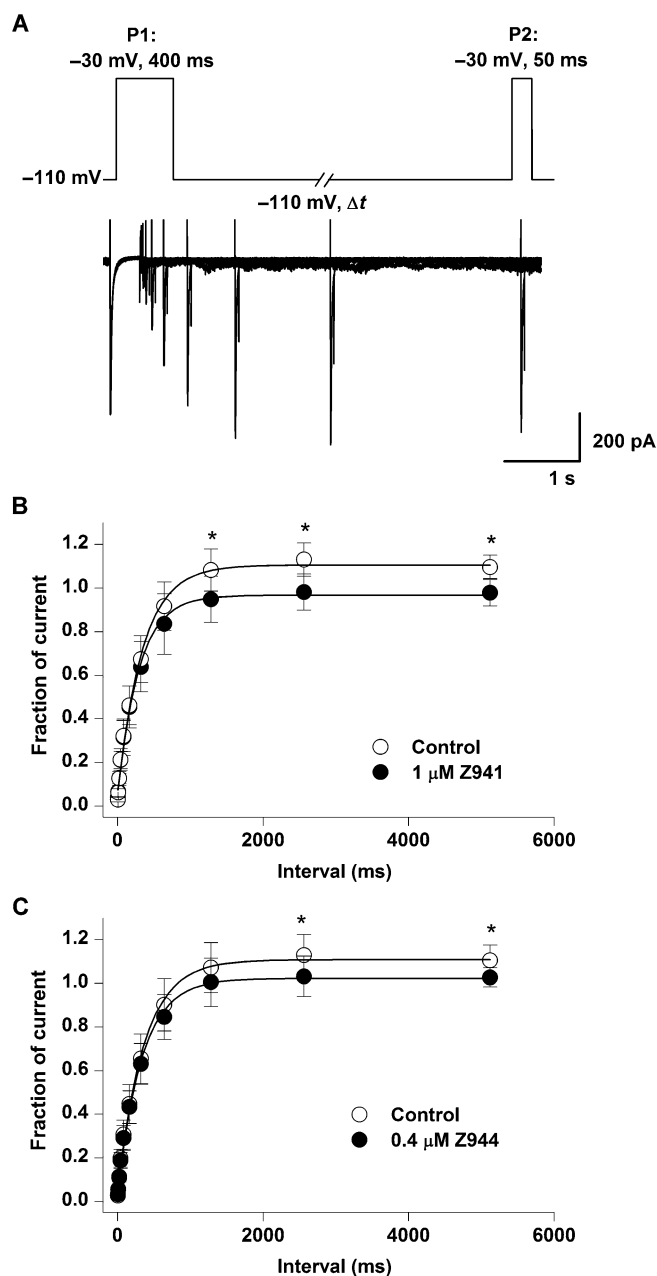 A
P1:
–30 mV, 400 ms
P2:
–30 mV, 50 ms
–110 mV
–110 mV, Δt
200 pA
1 s
B
Fraction of current
1.2
1.0
0.8
0.6
0.4
0.2
0.0
*
*
*
Control
1 μM Z941
0
2000
4000
6000
Interval (ms)
C
Fraction of current
1.2
1.0
0.8
0.6
0.4
0.2
0.0
*
*
Control
0.4 μM Z944
0
2000
4000
6000
Interval (ms)